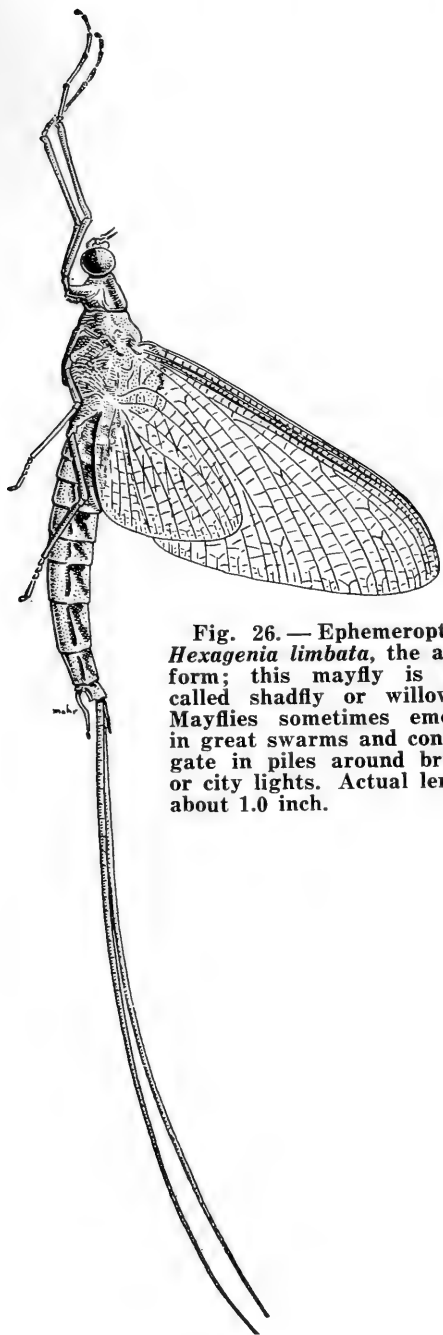 mohr
Fig. 26. — Ephemeropt
Hexagenia limbata, the a
form; this mayfly is
called shadfly or willow
Mayflies sometimes eme
in great swarms and con
gate in piles around br
or city lights. Actual ler
about 1.0 inch.